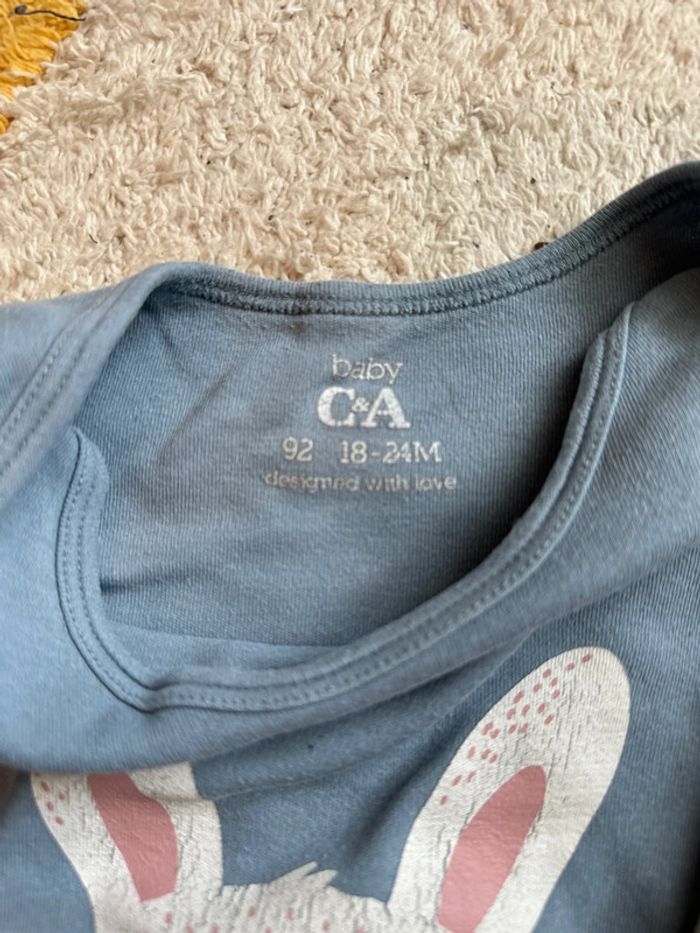 baby
C&A
92 18-24M
designed with love